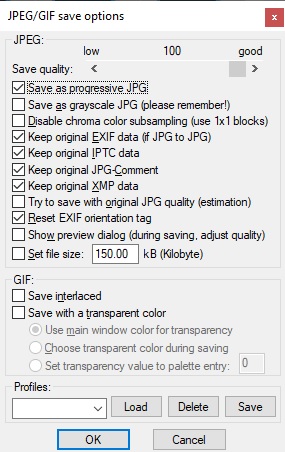 JPEG/GIF save options
x
JPEG:
low 100 good
Save quality: < >
Save as progressive JPG
Save as grayscale JPG (please remember!)
Disable chroma color subsampling (use 1x1 blocks)
Keep original EXIF data (if JPG to JPG)
Keep original IPTC data
Keep original JPG-Comment
Keep original XMP data
Try to save with original JPG quality (estimation)
Reset EXIF orientation tag
Show preview dialog (during saving, adjust quality)
Set file size: 150.00 kB (Kilobyte)
GIF:
Save interlaced
Save with a transparent color
Use main window color for transparency
Choose transparent color during saving
Set transparency value to palette entry: 0
Profiles:
Load Delete Save
OK Cancel